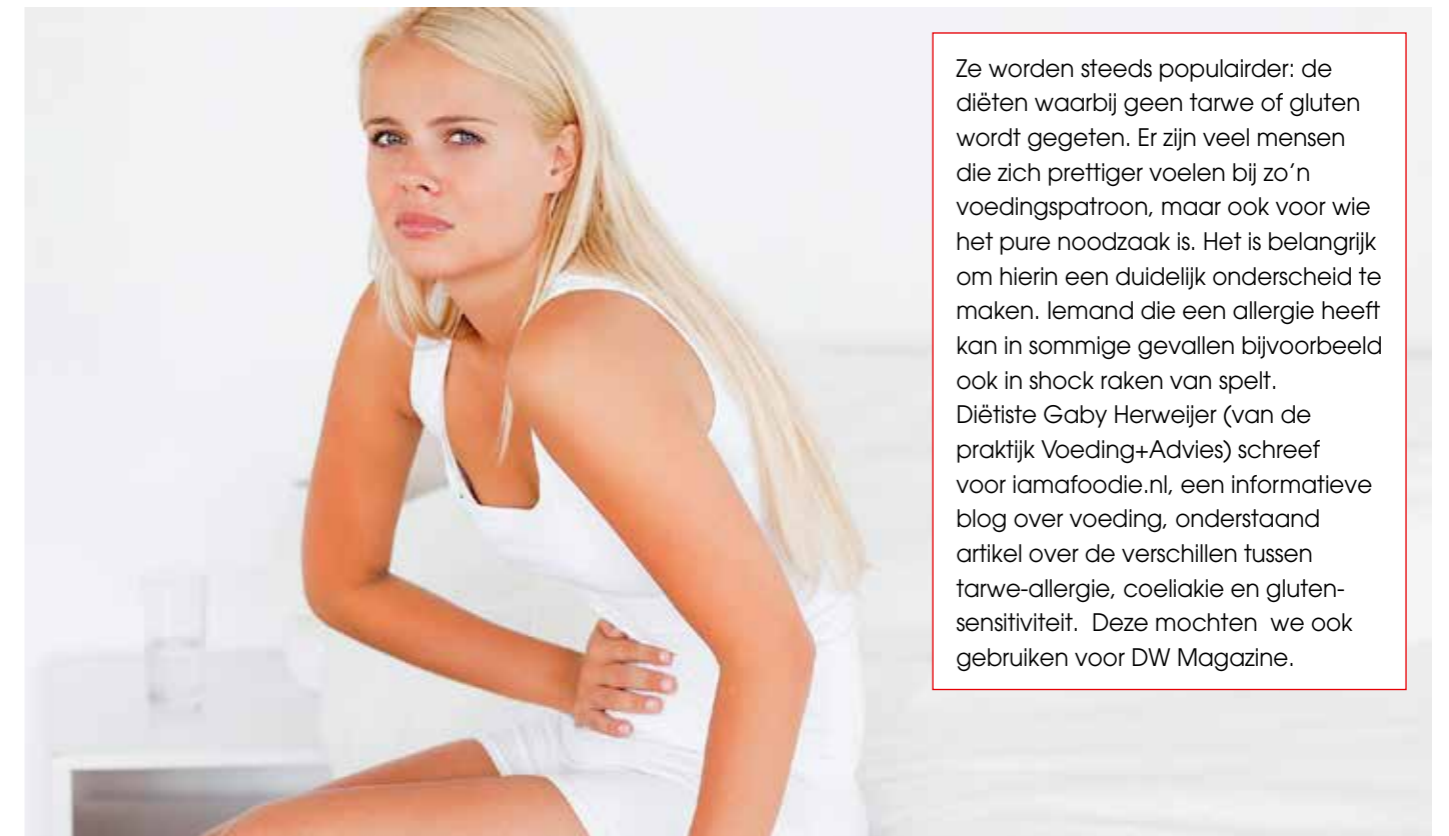 Ze worden steeds populairder: de
diëten waarbij geen tarwe of gluten
wordt gegeten. Er zijn veel mensen
die zich prettiger voelen bij zo’n
voedingspatroon, maar ook voor wie
het pure noodzaak is. Het is belangrijk
om hierin een duidelijk onderscheid te
maken. Iemand die een allergie heeft
kan in sommige gevallen bijvoorbeeld
ook in shock raken van spelt.
Diëtiste Gaby Herweijer (van de
praktijk Voeding+Advies) schreef
voor iamafoodie.nl, een informatieve
blog over voeding, onderstaand
artikel over de verschillen tussen
tarwe-allergie, coeliakie en gluten-
sensitiviteit.  Deze mochten  we ook
gebruiken voor DW Magazine.